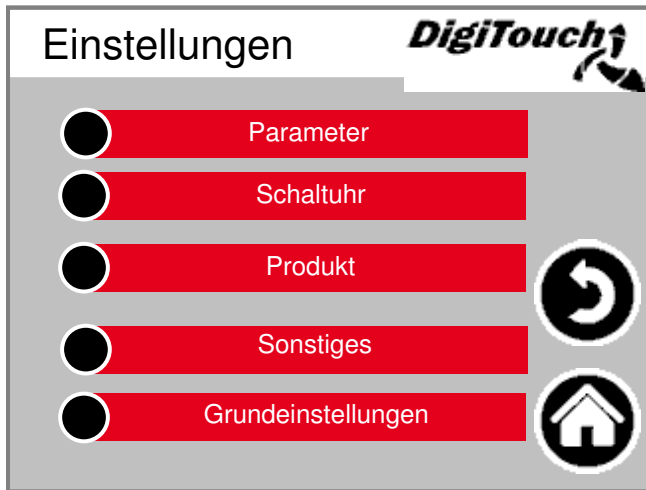 Einstellungen
DigiTouch
Parameter
Schaltuhr
Produkt
Sonstiges
Grundeinstellungen